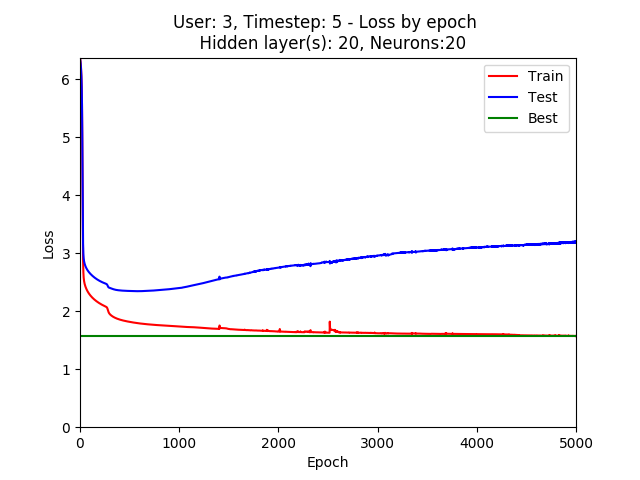 User: 3, Timestep: 5 - Loss by epoch
Hidden layer(s): 20, Neurons:20
Train
Test
Best
6
5
4
3
2
1
0
Loss
0 1000 2000 3000 4000 5000
Epoch